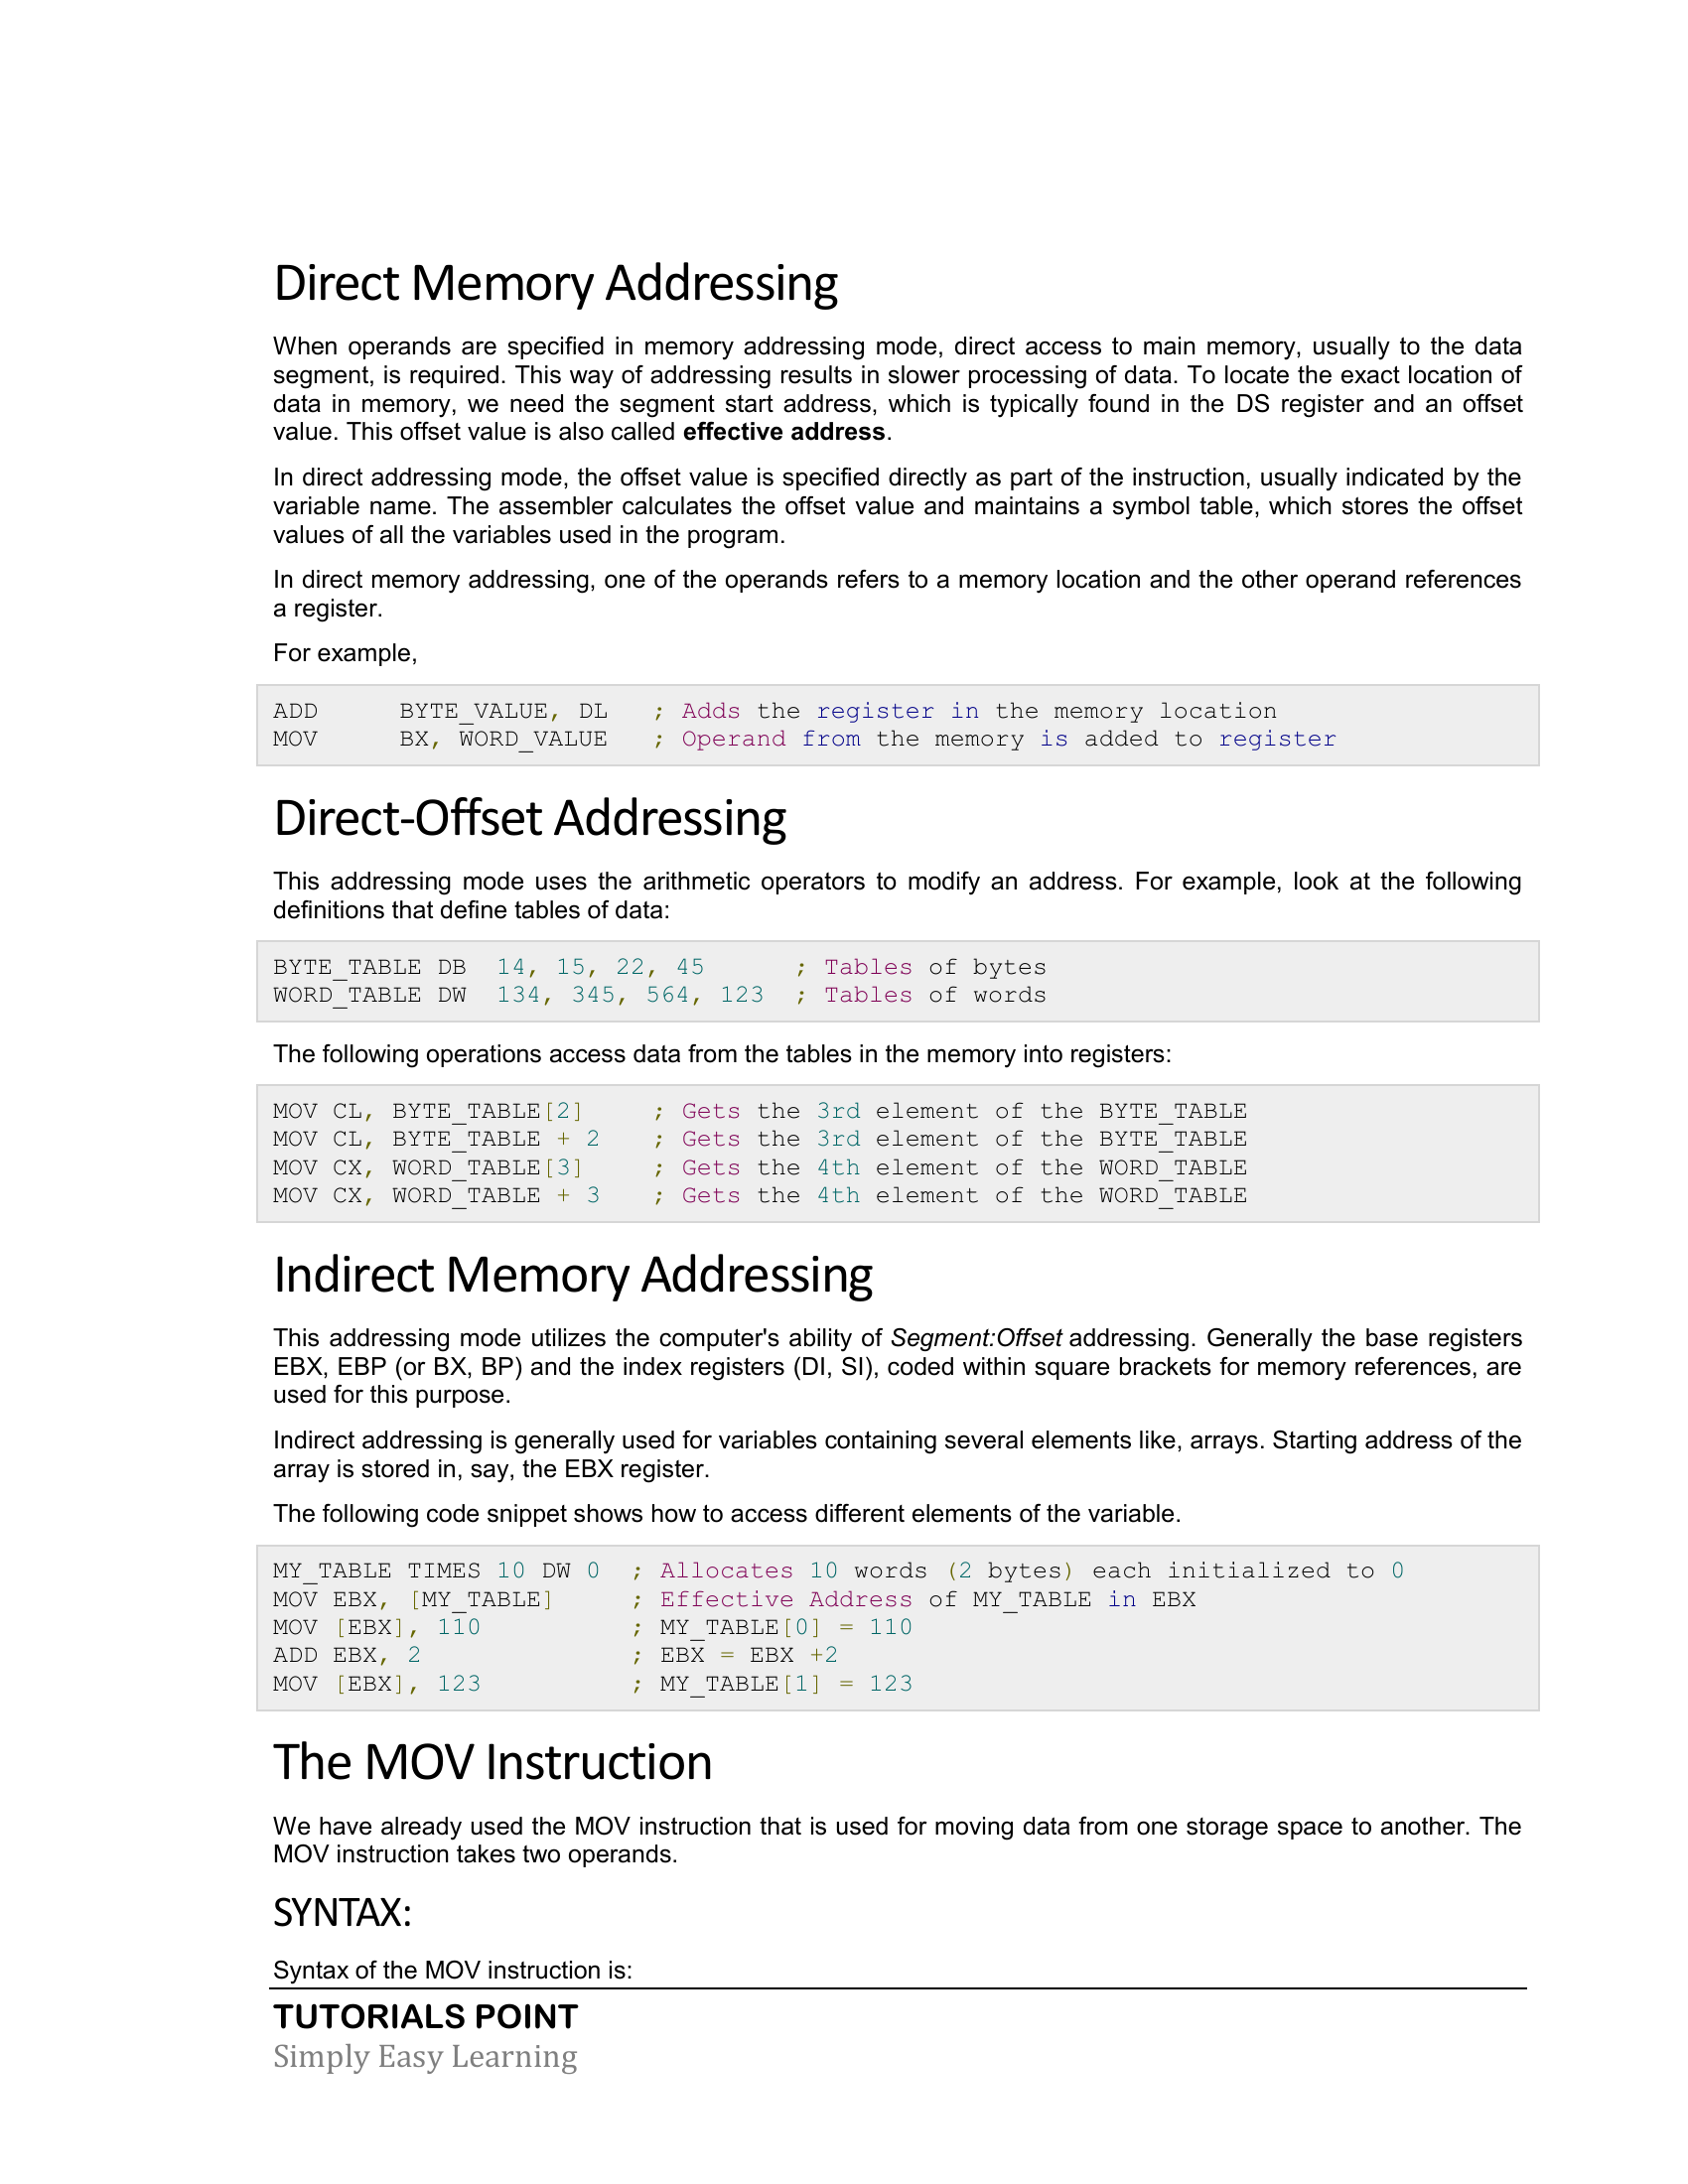 Direct Memory Addressing
When operands are specified in memory addressing mode, direct access to main memory, usually to the data
segment, is required. This way of addressing results in slower processing of data. To locate the exact location of
data in memory, we need the segment start address, which is typically found in the DS register and an offset
value. This offset value is also called effective address.
In direct addressing mode, the offset value is specified directly as part of the instruction, usually indicated by the
variable name. The assembler calculates the offset value and maintains a symbol table, which stores the offset
values of all the variables used in the program.
In direct memory addressing, one of the operands refers to a memory location and the other operand references
a register.
For example,
ADD BYTE_VALUE, DL ; Adds the register in the memory location
MOV BX, WORD_VALUE ; Operand from the memory is added to register
Direct-Offset Addressing
This addressing mode uses the arithmetic operators to modify an address. For example, look at the following
definitions that define tables of data:
BYTE_TABLE DB 14, 15, 22, 45 ; Tables of bytes
WORD_TABLE DW 134, 345, 564, 123 ; Tables of words
The following operations access data from the tables in the memory into registers:
MOV CL, BYTE_TABLE[2] ; Gets the 3rd element of the BYTE_TABLE
MOV CL, BYTE_TABLE + 2 ; Gets the 3rd element of the BYTE_TABLE
MOV CX, WORD_TABLE[3] ; Gets the 4th element of the WORD_TABLE
MOV CX, WORD_TABLE + 3 ; Gets the 4th element of the WORD_TABLE
Indirect Memory Addressing
This addressing mode utilizes the computer's ability of Segment:Offset addressing. Generally the base registers
EBX, EBP (or BX, BP) and the index registers (DI, SI), coded within square brackets for memory references, are
used for this purpose.
Indirect addressing is generally used for variables containing several elements like, arrays. Starting address of the
array is stored in, say, the EBX register.
The following code snippet shows how to access different elements of the variable.
MY_TABLE TIMES 10 DW 0 ; Allocates 10 words (2 bytes) each initialized to 0
MOV EBX, [MY_TABLE] ; Effective Address of MY_TABLE in EBX
MOV [EBX], 110 ; MY_TABLE[0] = 110
ADD EBX, 2 ; EBX = EBX +2
MOV [EBX], 123 ; MY_TABLE[1] = 123
The MOV Instruction
We have already used the MOV instruction that is used for moving data from one storage space to another. The
MOV instruction takes two operands.
SYNTAX:
Syntax of the MOV instruction is:
TUTORIALS POINT
Simply Easy Learning